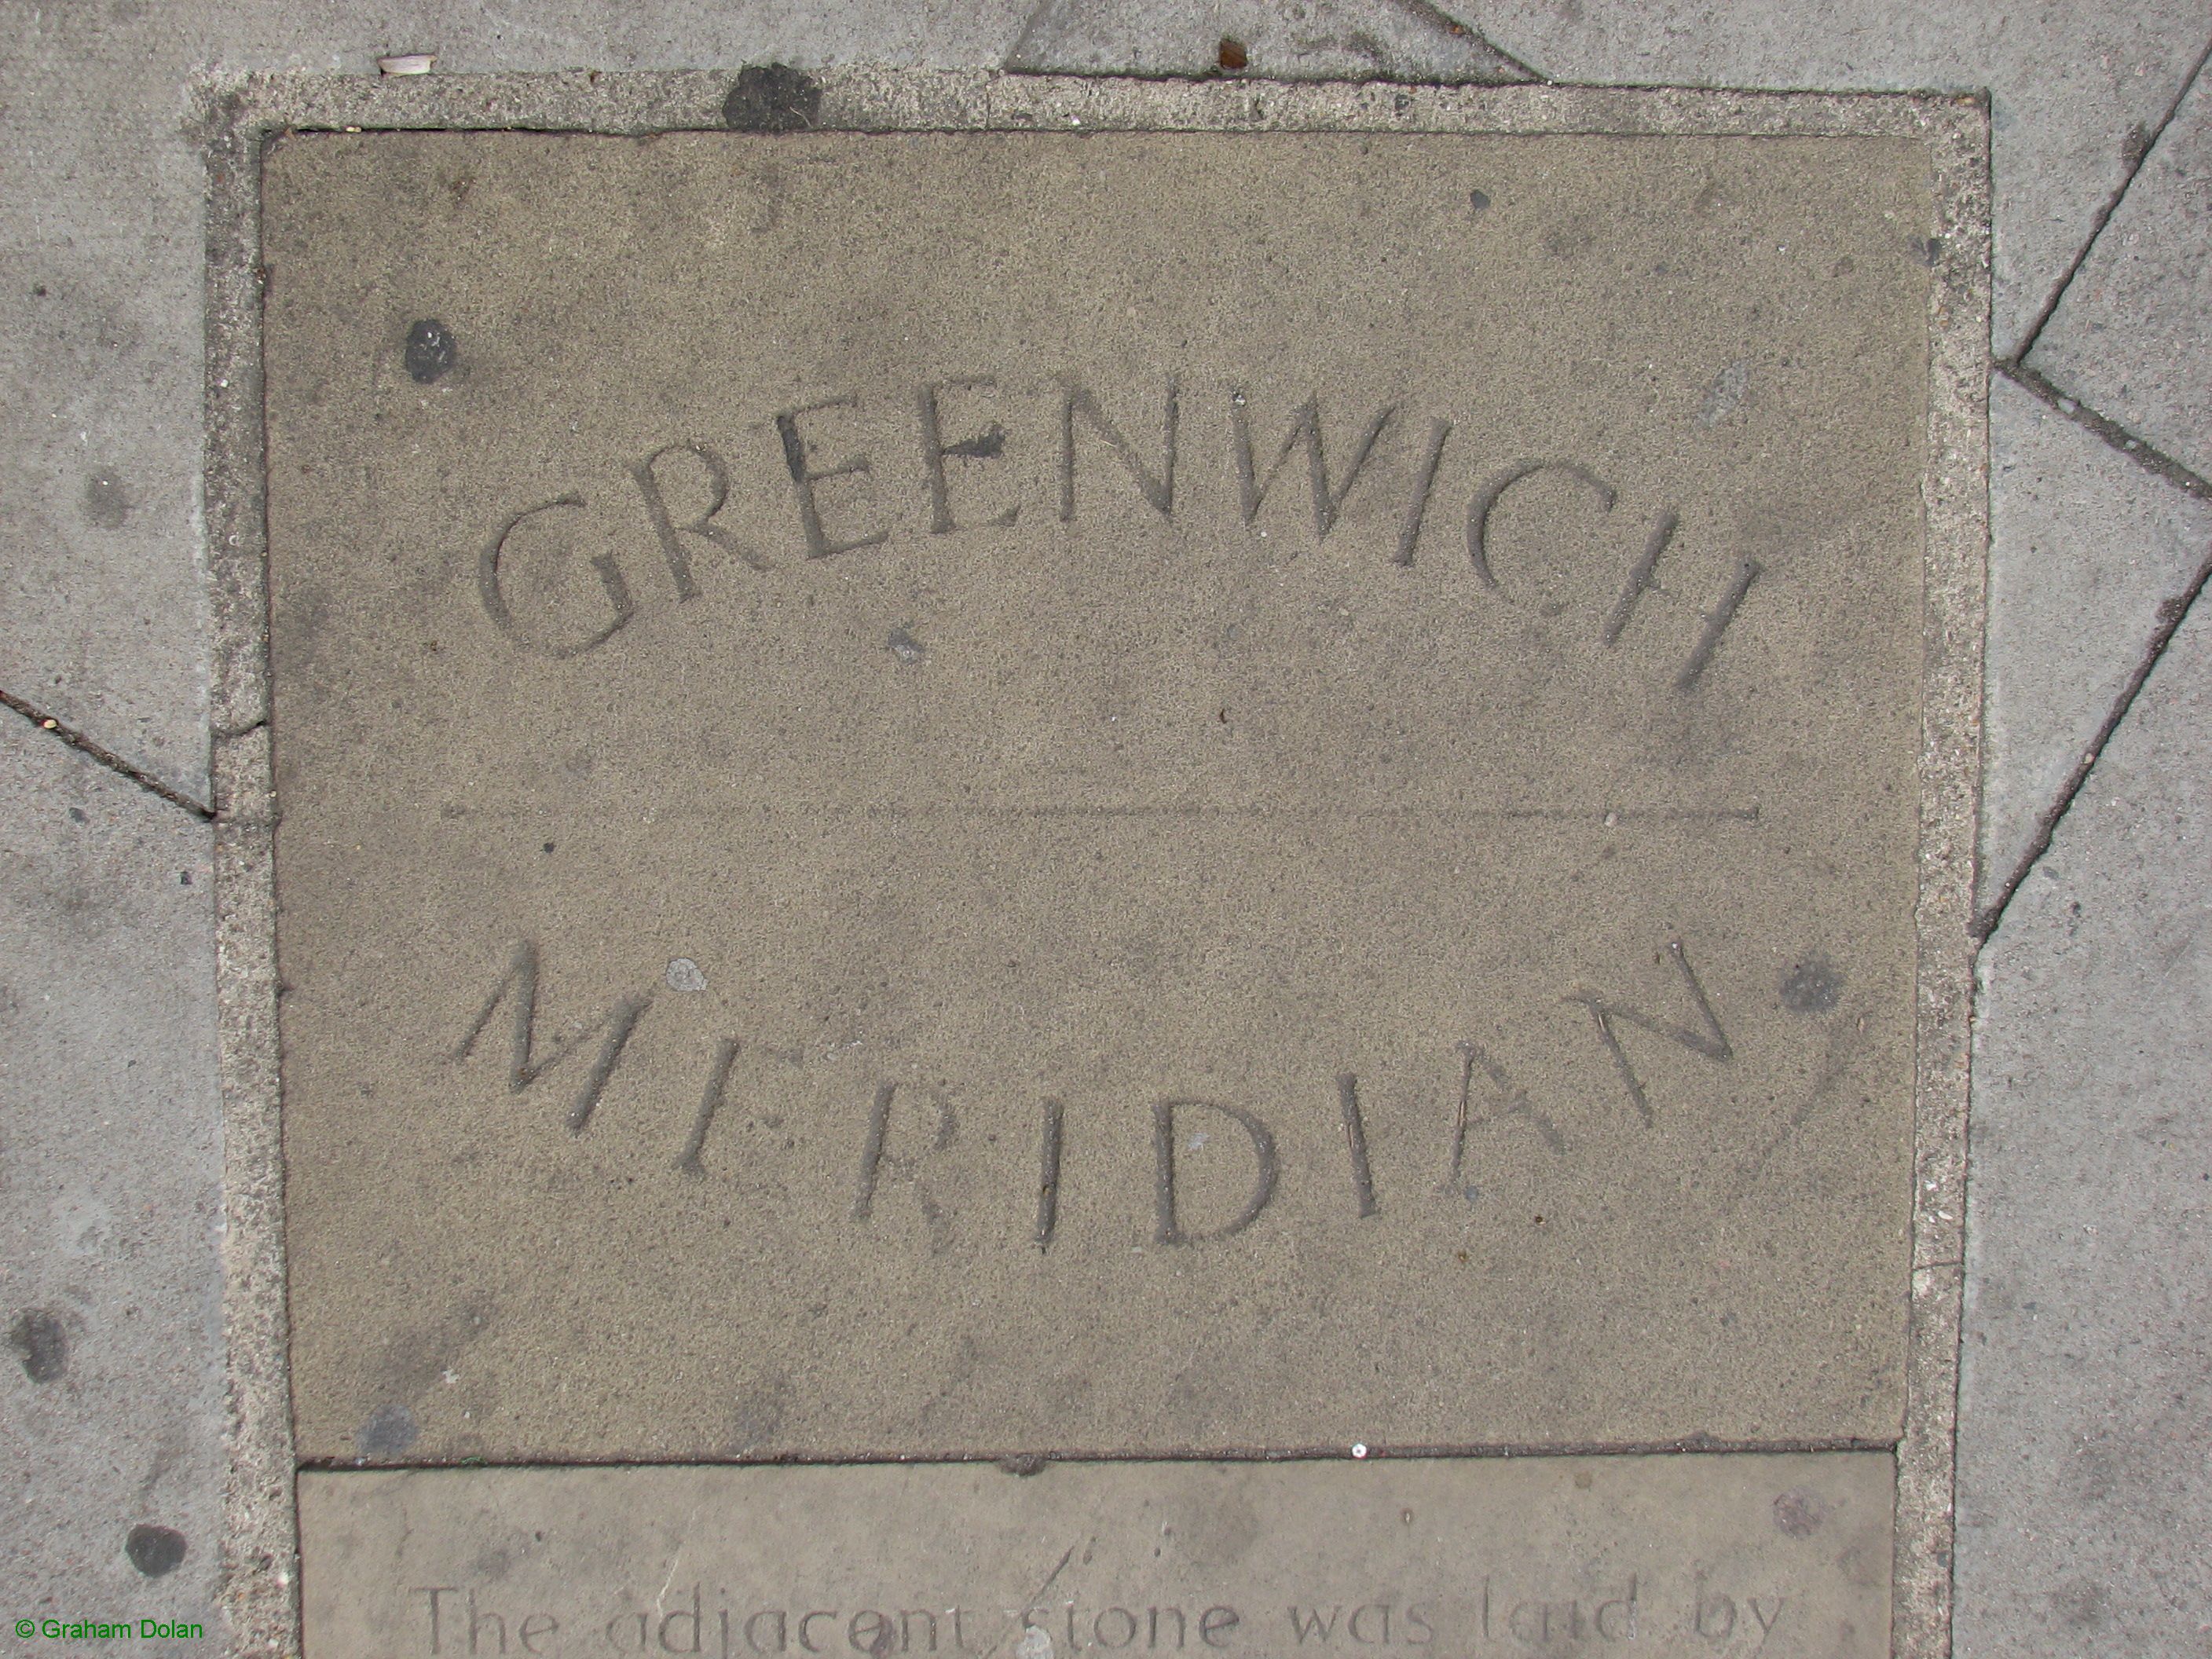 GREENWICH
MERIDIAN
The adjacent stone was laid by
© Graham Dolan